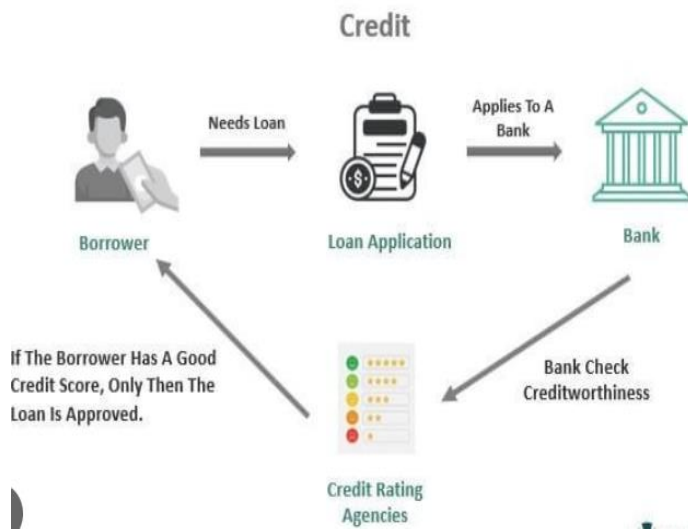 Credit
Needs Loan
Applies To A
Bank
Borrower
Loan Application
Bank
If The Borrower Has A Good
Credit Score, Only Then The
Loan Is Approved.
Bank Check
Creditworthiness
Credit Rating
Agencies